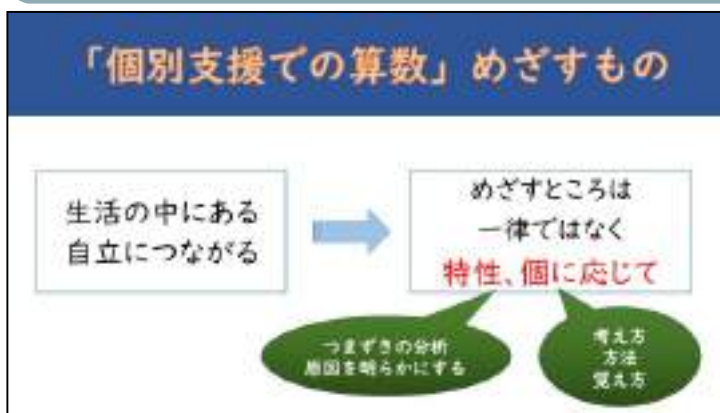 「個別支援での算数」めざすもの
生活の中にある
自立につながる
めざすところは
一律ではなく
特性、個に応じて
つまずきの分析
原因を明らかにする
考え方
方法
覚え方